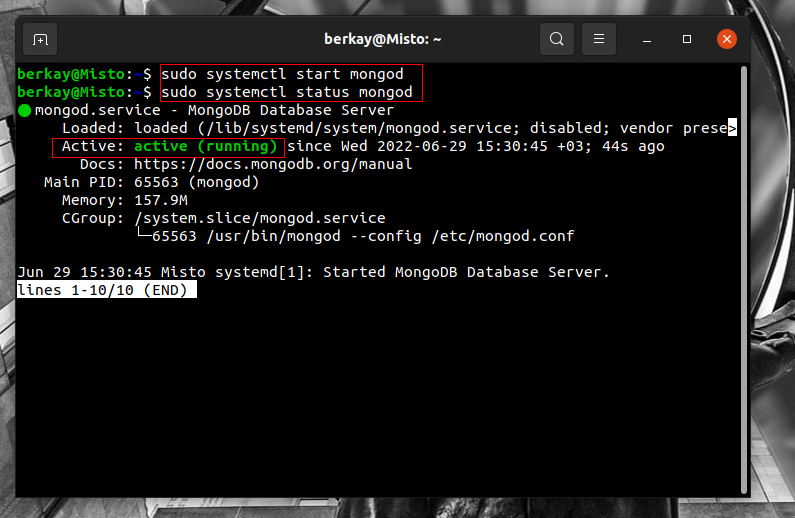 berkay@Misto: ~
berkay@Misto:~$ sudo systemctl start mongod
berkay@Misto:~$ sudo systemctl status mongod
● mongod.service - MongoDB Database Server
Loaded: loaded (/lib/systemd/system/mongod.service; disabled; vendor prese>
Active: active (running) since Wed 2022-06-29 15:30:45 +03; 44s ago
Docs: https://docs.mongodb.org/manual
Main PID: 65563 (mongod)
Memory: 157.9M
CGroup: /system.slice/mongod.service
└─65563 /usr/bin/mongod --config /etc/mongod.conf
Jun 29 15:30:45 Misto systemd[1]: Started MongoDB Database Server.
lines 1-10/10 (END)